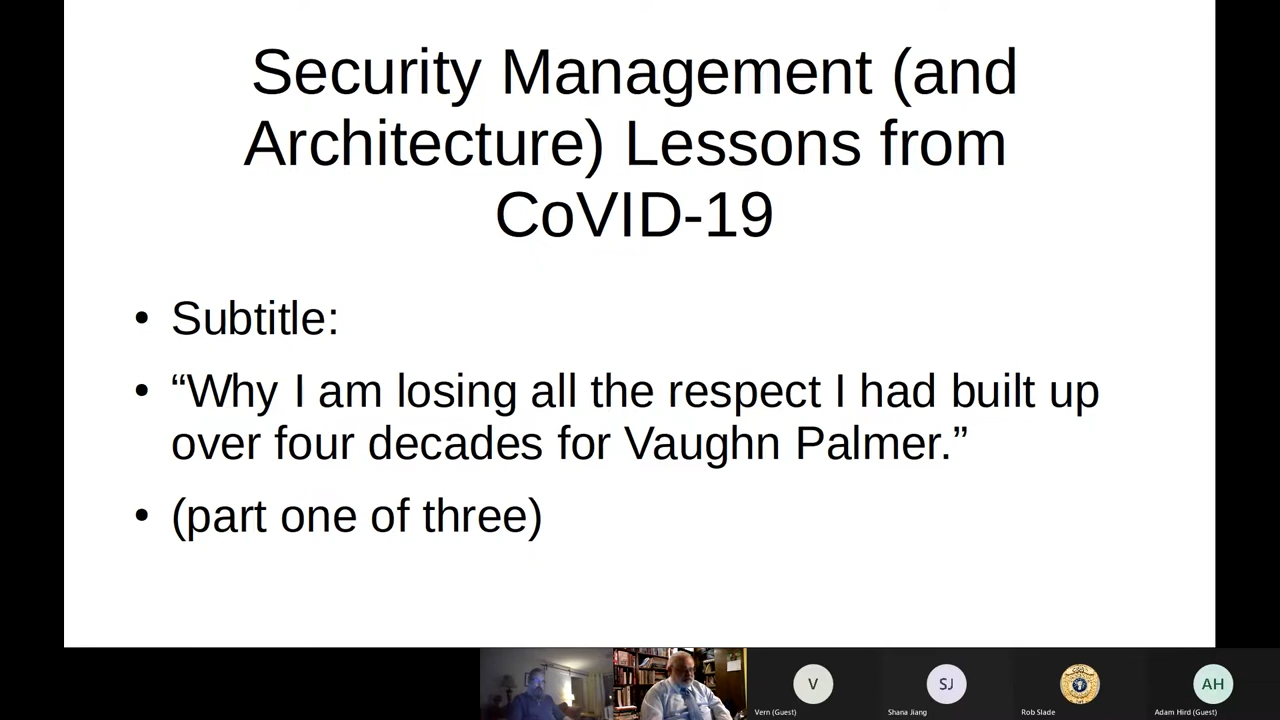 Security Management (and
Architecture) Lessons from
CoVID-19
• Subtitle:
• “Why I am losing all the respect I had built up
over four decades for Vaughn Palmer.”
• (part one of three)
V
SJ
AH
Vern (Guest)
Shana Jiang
Rob Slade
Adam Hird (Guest)